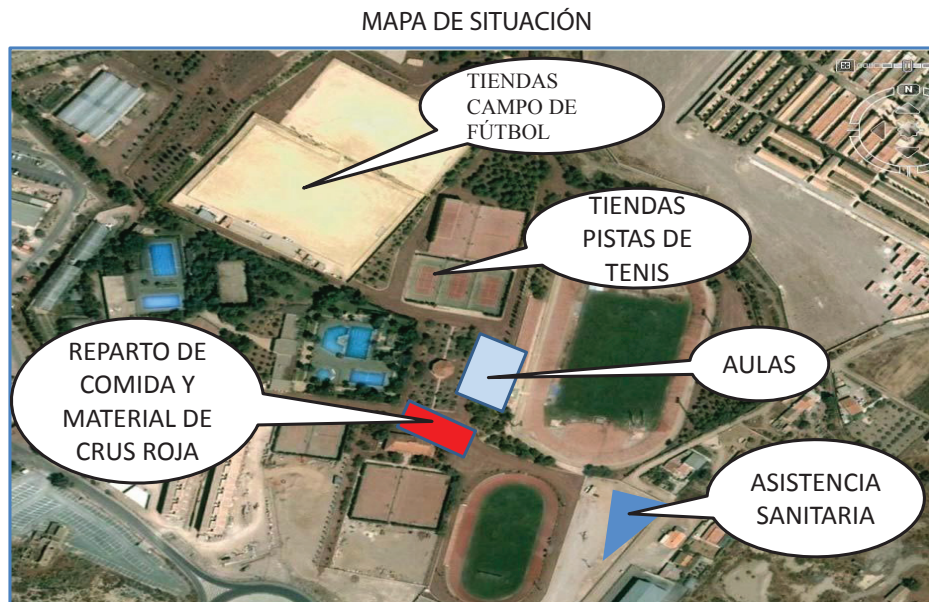 MAPA DE SITUACIÓN
TIENDAS
CAMPO DE
FÚTBOL
TIENDAS
PISTAS DE
TENIS
REPARTO DE
COMIDA Y
MATERIAL DE
CRUS ROJA
AULAS
ASISTENCIA
SANITARIA
N